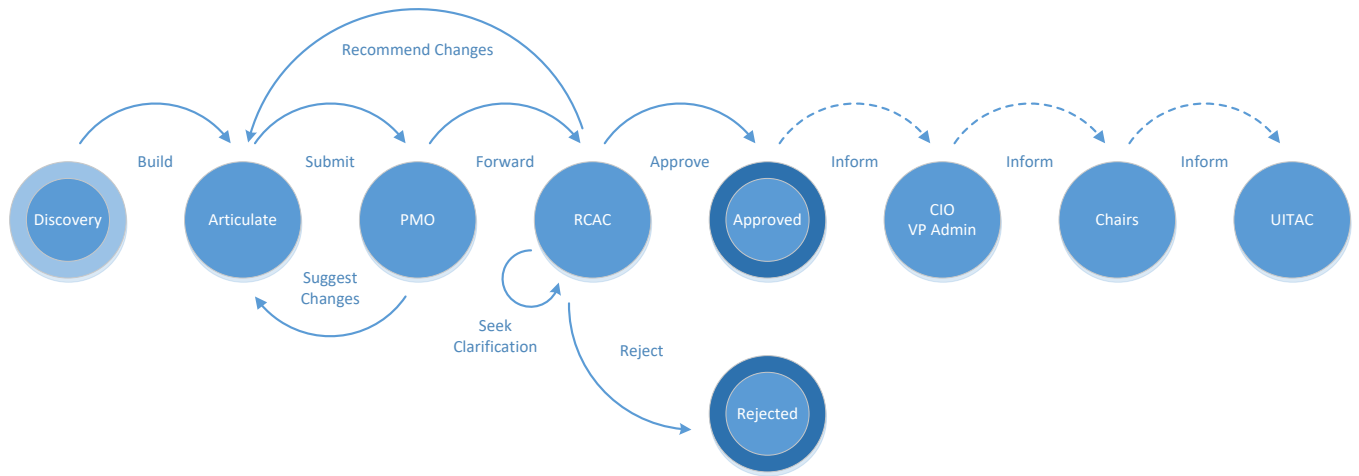 Recommend Changes
Build
Submit
Forward
Approve
Inform
Inform
Inform
Discovery
Articulate
PMO
RCAC
Approved
CIO
VP Admin
Chairs
UITAC
Suggest
Changes
Seek
Clarification
Reject
Rejected